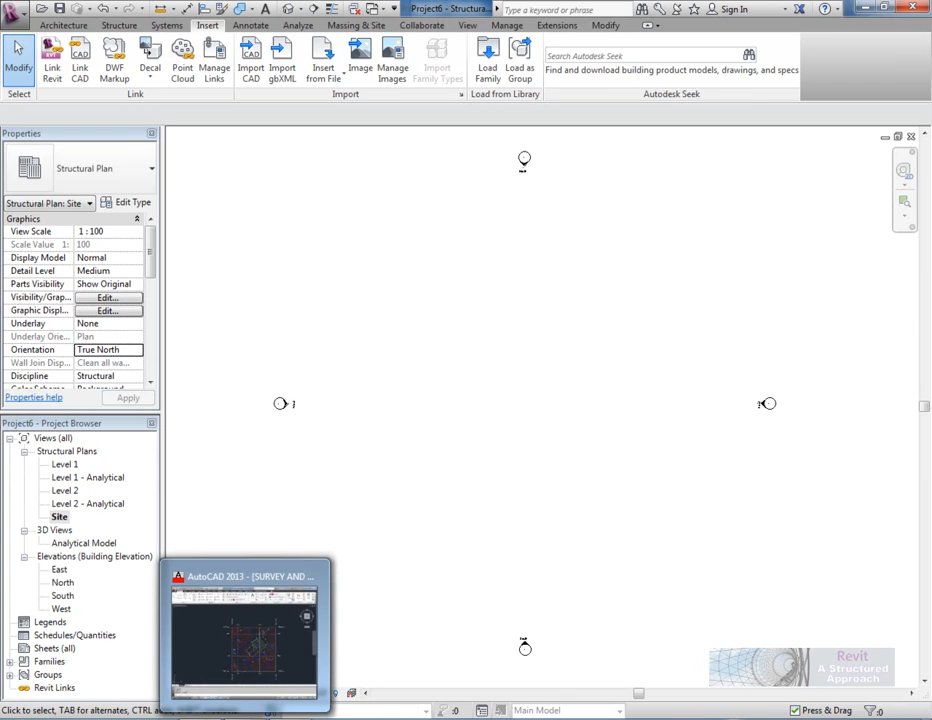 Project6 - Structura...
Type a keyword or phrase
Sign In
Architecture Structure Systems Insert Annotate Analyze Massing & Site Collaborate View Manage Extensions Modify
Modify
Link Revit
Link CAD
DWF Markup
Decal
Point Cloud
Manage Links
Import CAD
Import gbXML
Insert from File
Image
Manage Images
Import Family Types
Load Family
Load as Group
Search Autodesk Seek
Find and download building product models, drawings, and specs
Select Link Import Load from Library Autodesk Seek
Properties
Structural Plan
Structural Plan: Site
Edit Type
Graphics
View Scale 1 : 100
Scale Value 1: 100
Display Model Normal
Detail Level Medium
Parts Visibility Show Original
Visibility/Grap... Edit...
Graphic Displ... Edit...
Underlay None
Underlay Orie... Plan
Orientation True North
Wall Join Disp... Clean all wa...
Discipline Structural
Color Scheme Background
Properties help
Apply
Project6 - Project Browser
Views (all)
Structural Plans
Level 1
Level 1 - Analytical
Level 2
Level 2 - Analytical
Site
3D Views
Analytical Model
Elevations (Building Elevation)
East
North
South
West
Legends
Schedules/Quantities
Sheets (all)
Families
Groups
Revit Links
AutoCAD 2013 - [SURVEY AND ...
Revit
A Structured
Approach
Click to select, TAB for alternates, CTRL
:0
Main Model
Press & Drag
:0